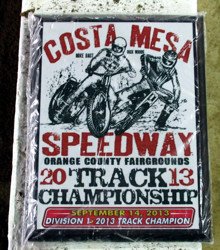 COSTA MESA
SPEEDWAY
ORANGE COUNTY FAIRGROUNDS
20 TRACK 13
CHAMPIONSHIP
SEPTEMBER 14, 2013
DIVISION 1 - 2013 TRACK CHAMPION